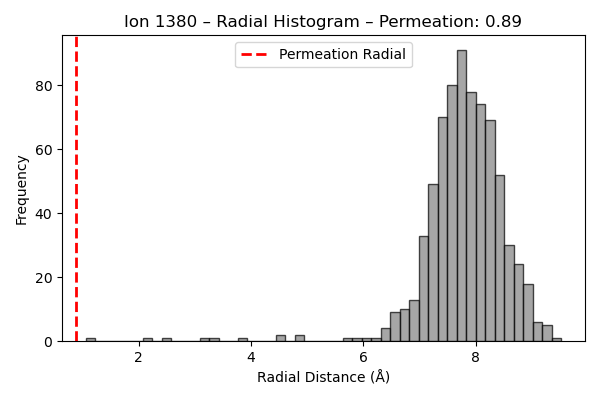 Ion 1380 – Radial Histogram – Permeation: 0.89
Permeation Radial
Frequency
80
60
40
20
0
2 4 6 8
Radial Distance (Å)